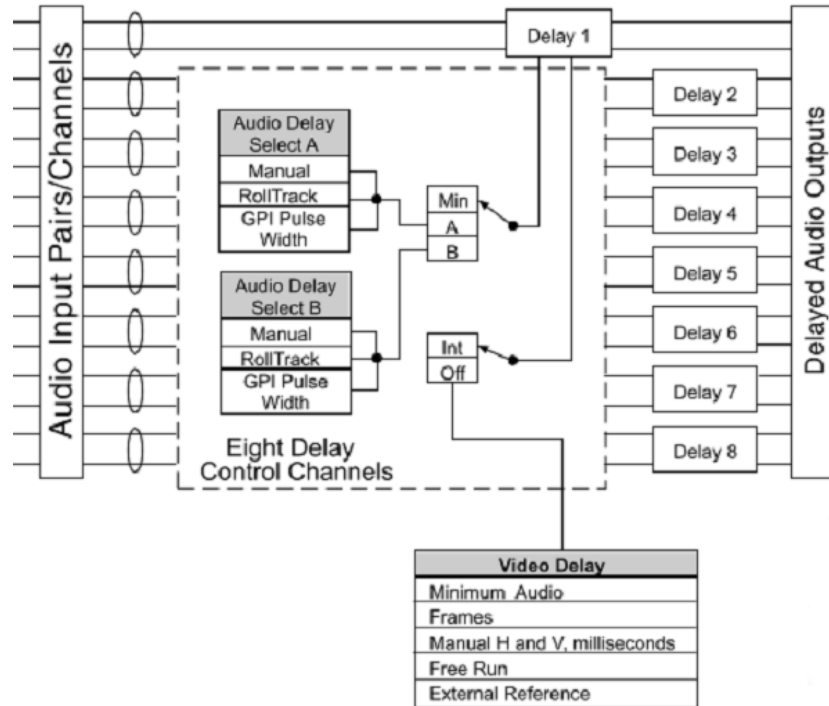 Audio Input Pairs/Channels
Delay 1
Audio Delay
Select A
Manual
RollTrack
GPI Pulse
Width
Min
A
B
Audio Delay
Select B
Manual
RollTrack
GPI Pulse
Width
Int
Off
Eight Delay
Control Channels
Delay 2
Delay 3
Delay 4
Delay 5
Delay 6
Delay 7
Delay 8
Delayed Audio Outputs
Video Delay
Minimum Audio
Frames
Manual H and V, milliseconds
Free Run
External Reference